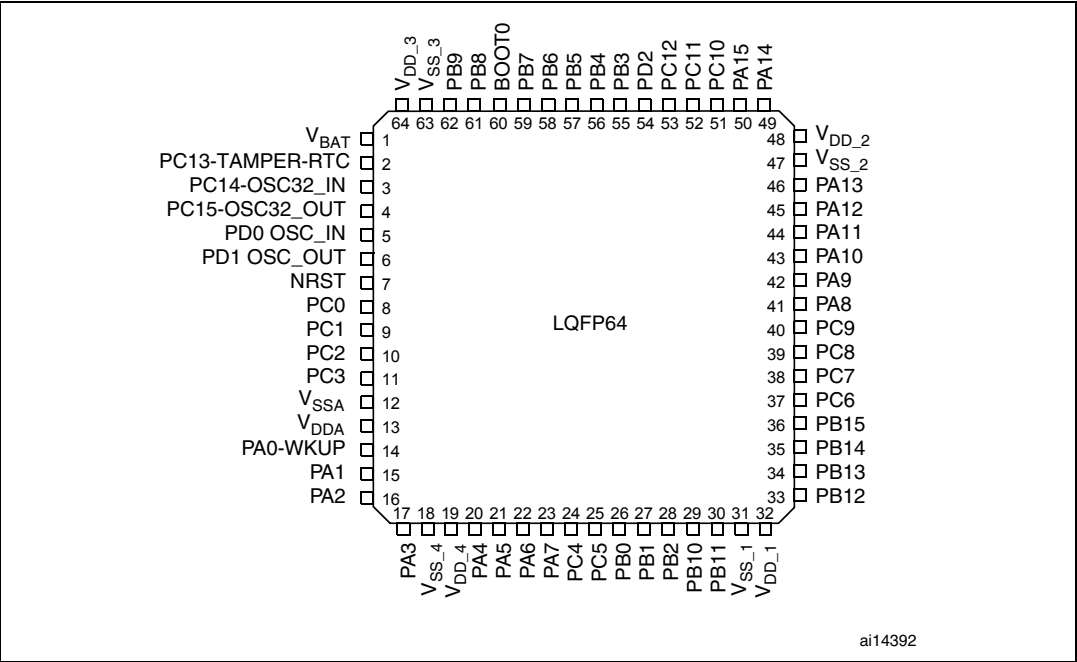 V_DD_3 V_SS_3 PB9 PB8 BOOT0 PB7 PB6 PB5 PB4 PB3 PD2 PC12 PC11 PC10 PA15 PA14
64 63 62 61 60 59 58 57 56 55 54 53 52 51 50 49
VBAT 1
PC13-TAMPER-RTC 2
PC14-OSC32_IN 3
PC15-OSC32_OUT 4
PD0 OSC_IN 5
PD1 OSC_OUT 6
NRST 7
PC0 8
PC1 9
PC2 10
PC3 11
VSSA 12
VDDA 13
PA0-WKUP 14
PA1 15
PA2 16
LQFP64
48 VDD_2
47 VSS_2
46 PA13
45 PA12
44 PA11
43 PA10
42 PA9
41 PA8
40 PC9
39 PC8
38 PC7
37 PC6
36 PB15
35 PB14
34 PB13
33 PB12
17 18 19 20 21 22 23 24 25 26 27 28 29 30 31 32
PA3 VSS_4 VDD_4 PA4 PA5 PA6 PA7 PC4 PC5 PB0 PB1 PB2 PB10 PB11 VSS_1 VDD_1
ai14392